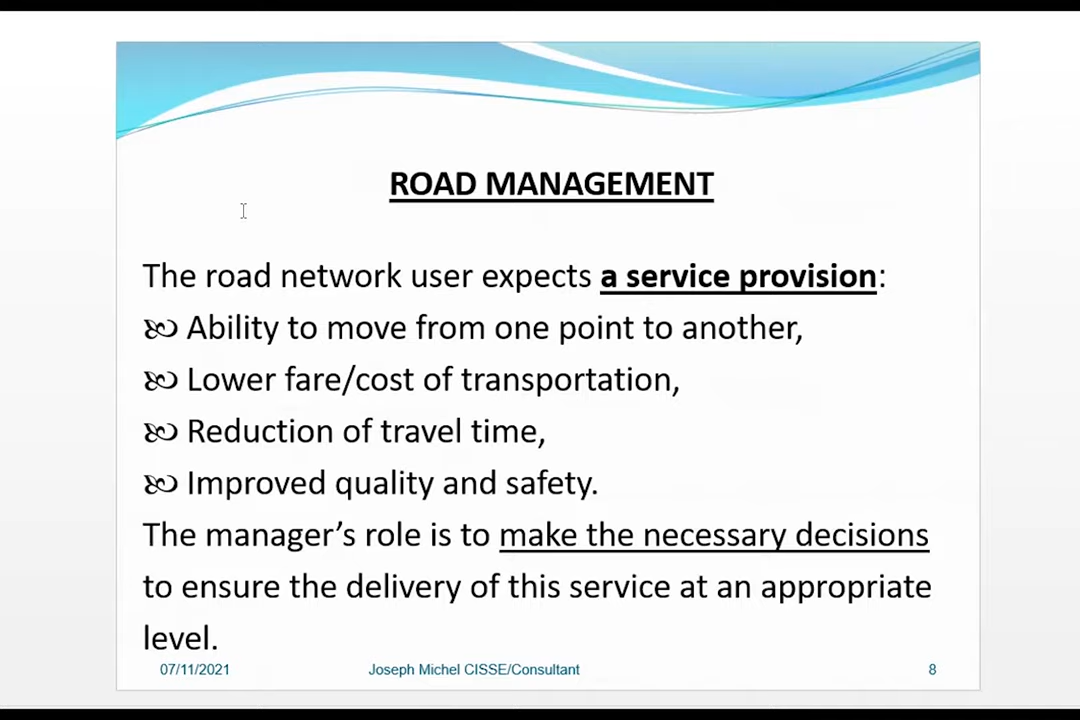 ROAD MANAGEMENT
The road network user expects a service provision:
Ability to move from one point to another,
Lower fare/cost of transportation,
Reduction of travel time,
Improved quality and safety.
The manager’s role is to make the necessary decisions
to ensure the delivery of this service at an appropriate
level.
07/11/2021 Joseph Michel CISSE/Consultant 8